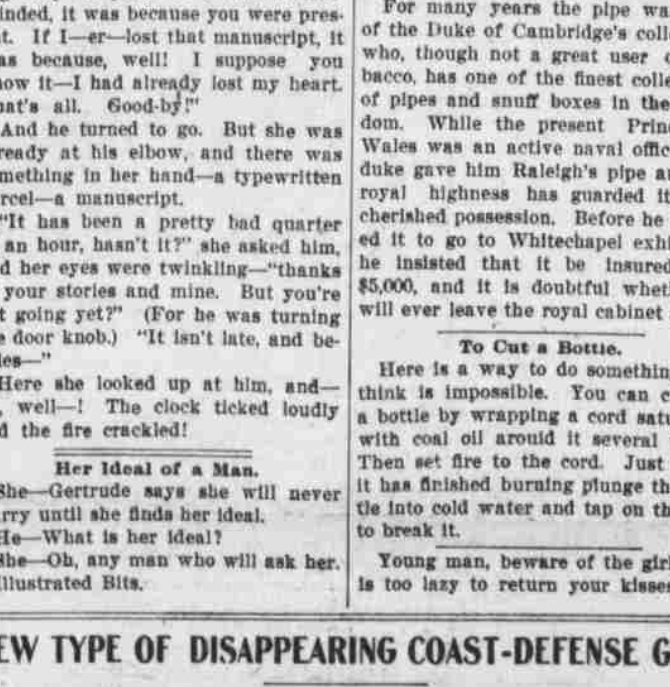 inded, it was because you were pres-
t. If I—er—lost that manuscript, it
as because, well! I suppose you
ow it—I had already lost my heart.
at's all. Good-by!"
And he turned to go. But she was
ready at his elbow, and there was
mething in her hand—a typewritten
rcel—a manuscript.
"It has been a pretty bad quarter
an hour, hasn't it?" she asked him,
d her eyes were twinkling—"thanks
your stories and mine. But you're
t going yet?" (For he was turning
e door knob.) "It isn't late, and be-
les—"
Here she looked up at him, and—
, well—! The clock ticked loudly
d the fire crackled!
Her Ideal of a Man.
She—Gertrude says she will never
rry until she finds her ideal.
He—What is her ideal?
She—Oh, any man who will ask her.
Illustrated Bits.
For many years the pipe wa
of the Duke of Cambridge's coll
who, though not a great user o
bacco, has one of the finest colle
of pipes and snuff boxes in the
dom. While the present Prin
Wales was an active naval offic
duke gave him Raleigh's pipe a
royal highness has guarded i
cherished possession. Before he
ed it to go to Whitechapel exhi
he insisted that it be insured
$5,000, and it is doubtful wheth
will ever leave the royal cabinet
To Cut a Bottle.
Here is a way to do somethin
think is impossible. You can c
a bottle by wrapping a cord satu
with coal oil arouid it several
Then set fire to the cord. Just
it has finished burning plunge th
tle into cold water and tap on th
to break it.
Young man, beware of the girl
is too lazy to return your kisses
EW TYPE OF DISAPPEARING COAST-DEFENSE G